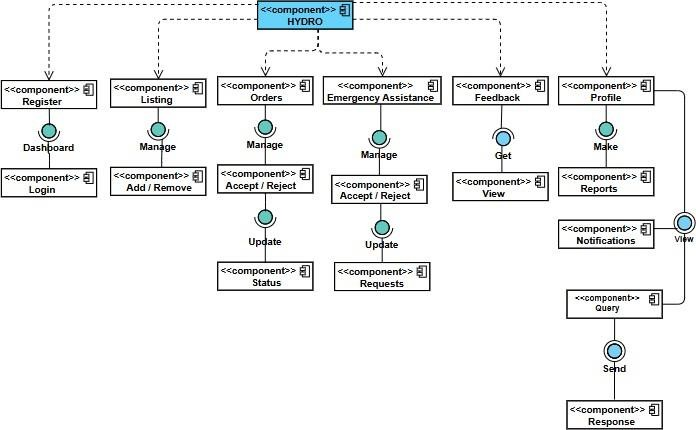 <<component>>
HYDRO
<<component>>
Register
<<component>>
Listing
<<component>>
Orders
<<component>>
Emergency Assistance
<<component>>
Feedback
<<component>>
Profile
Dashboard
Manage
Manage
Manage
Get
Make
<<component>>
Login
<<component>>
Add / Remove
<<component>>
Accept / Reject
<<component>>
Accept / Reject
<<component>>
View
<<component>>
Reports
Update
Update
<<component>>
Notifications
View
<<component>>
Status
<<component>>
Requests
<<component>>
Query
Send
<<component>>
Response